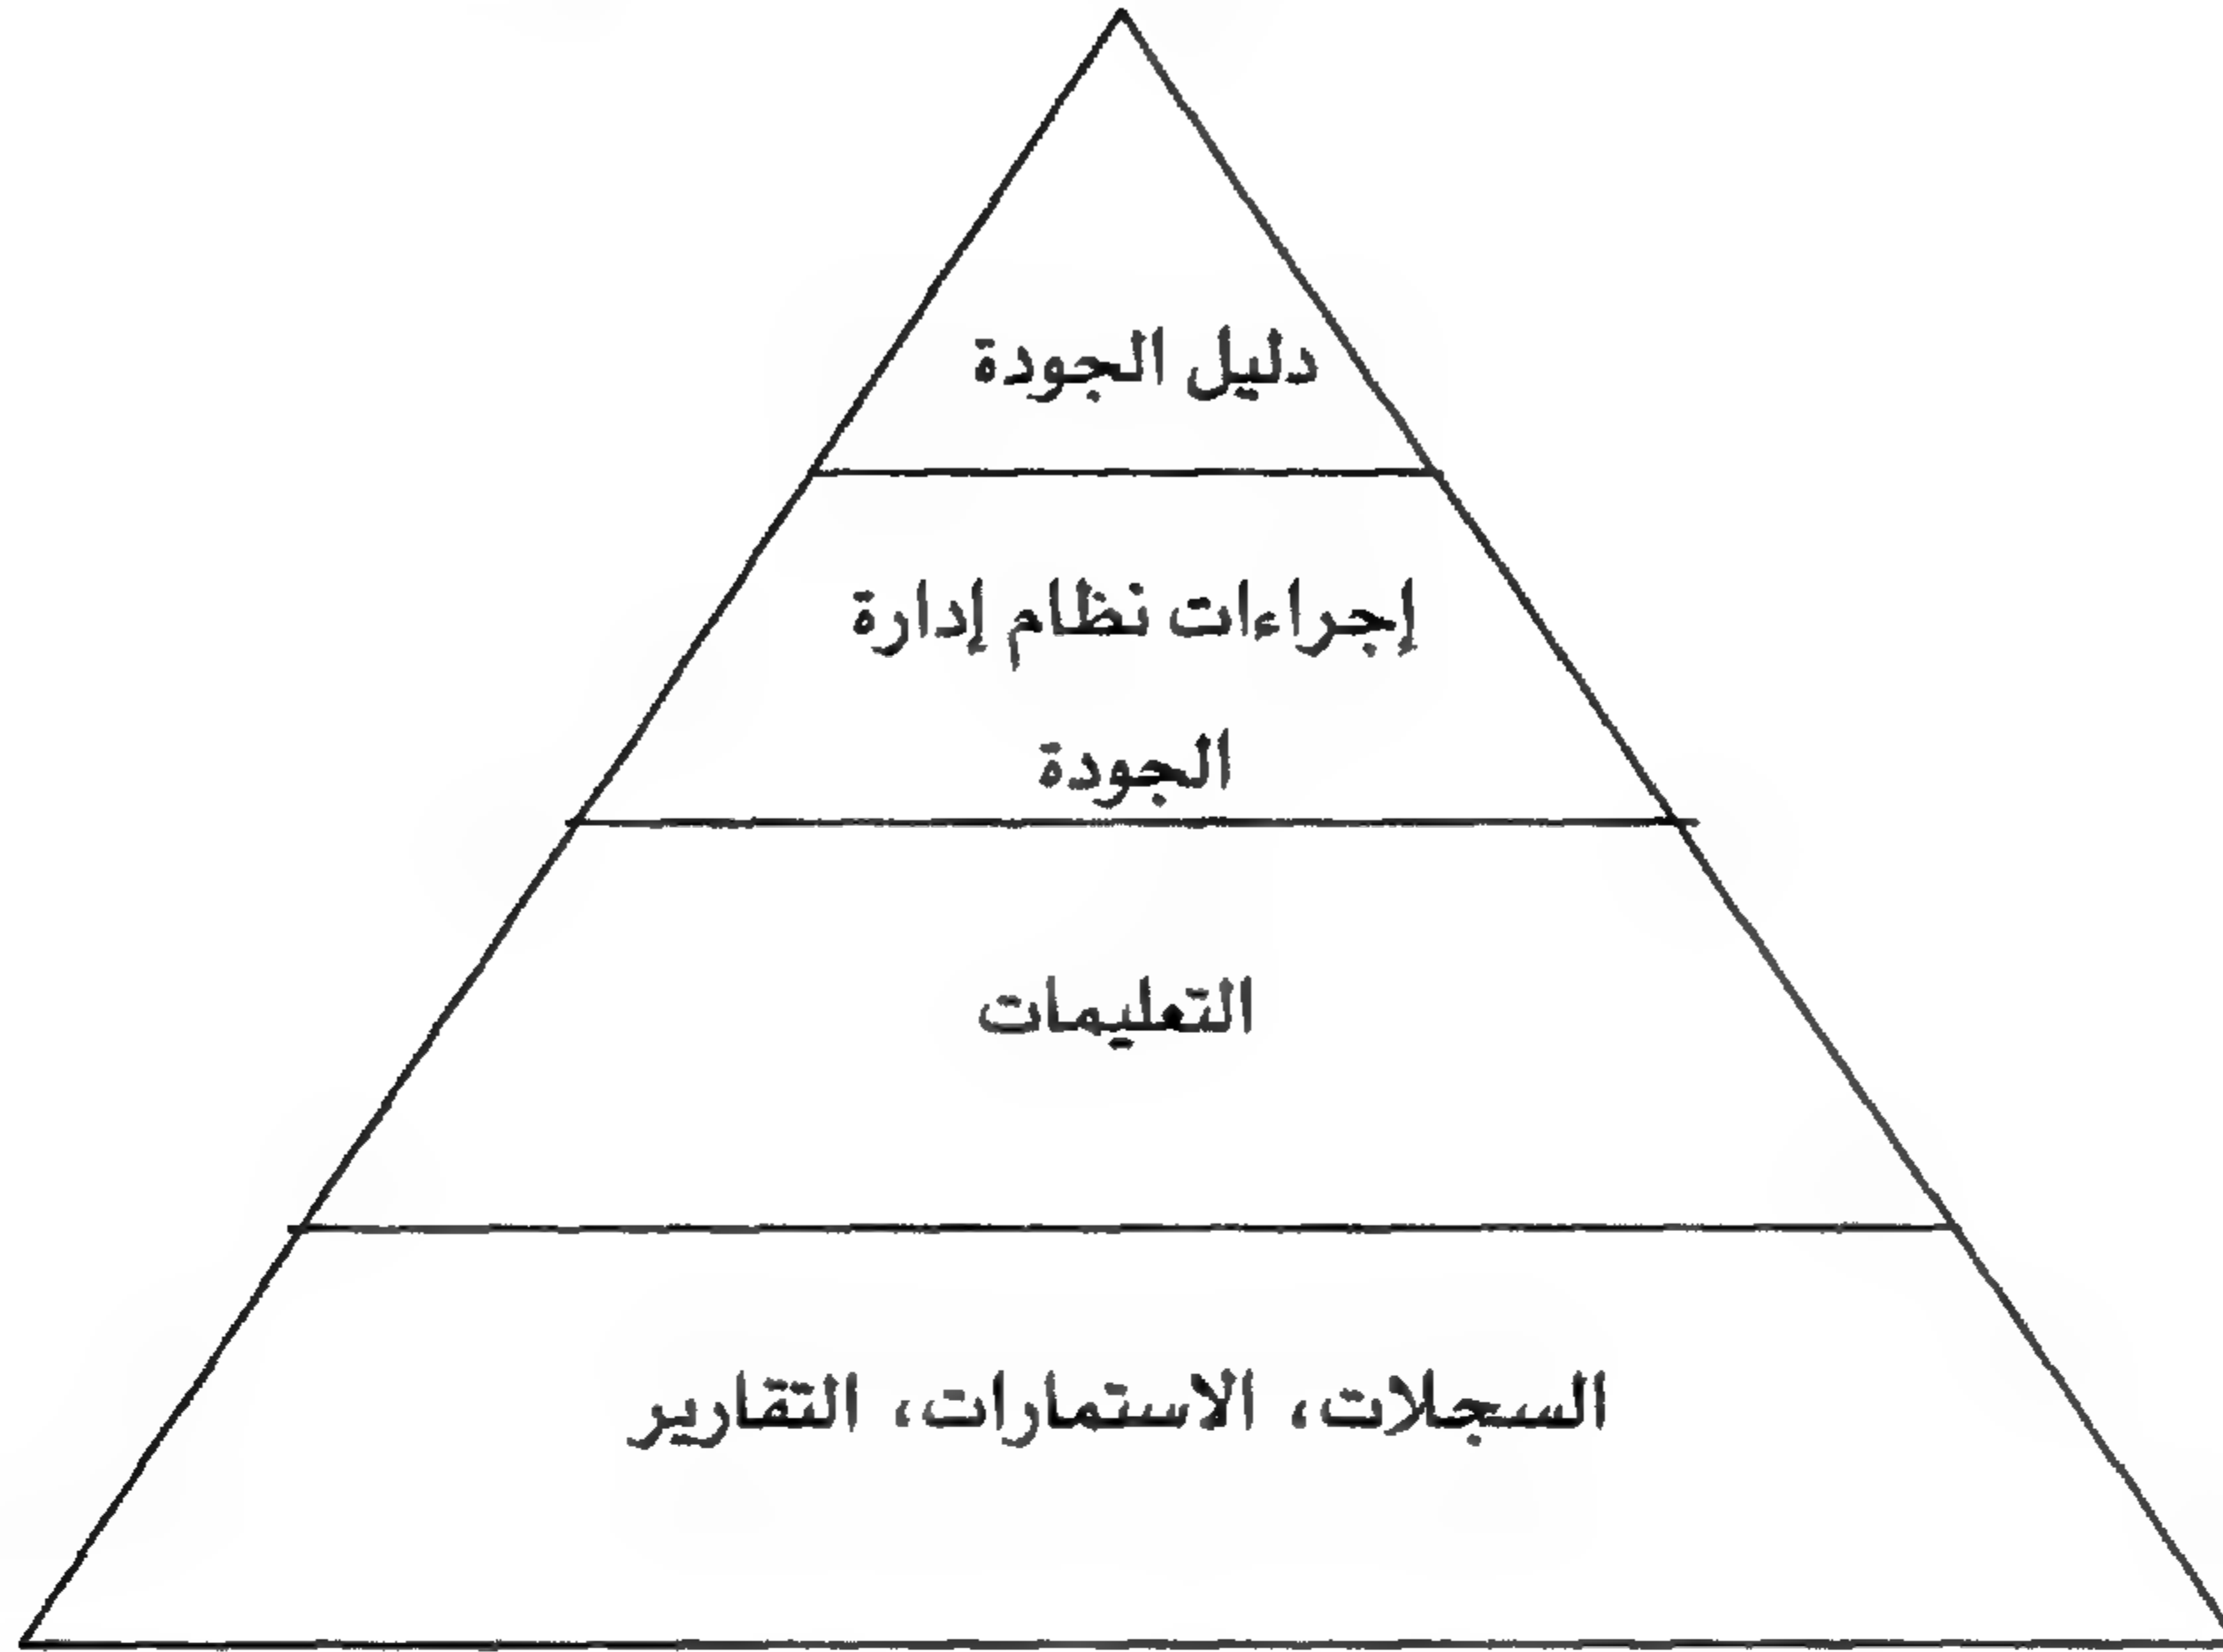 دليل الجودة
إجراءات نظام إدارة
الجودة
التعليمات
السجلات، الاستمارات، التقارير